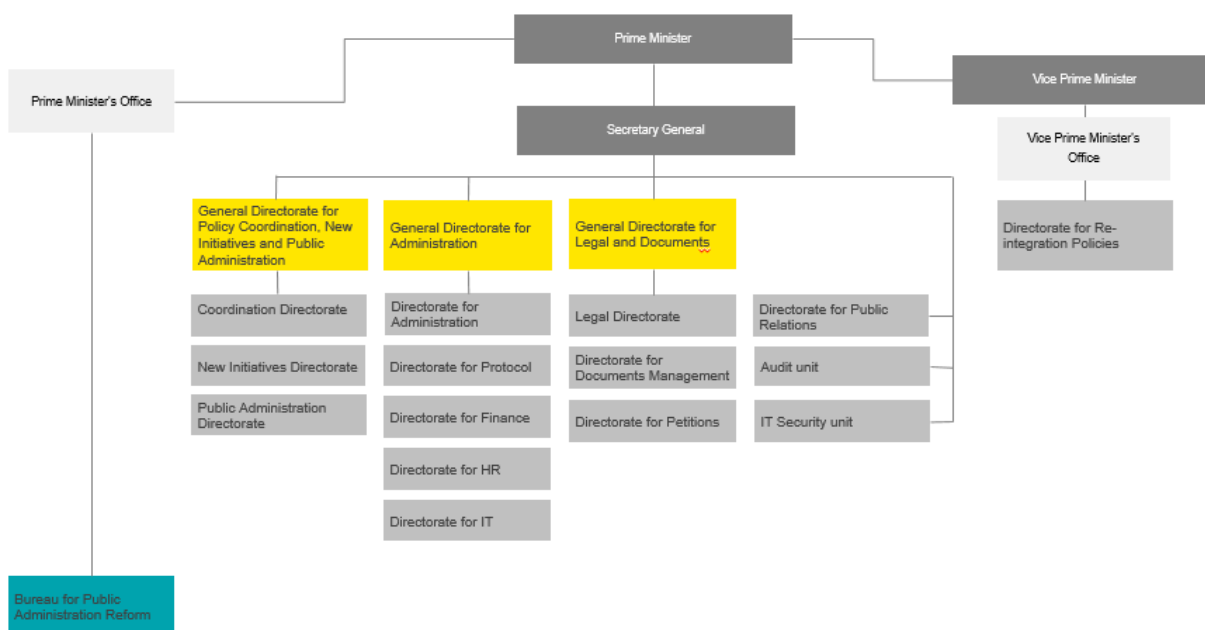 Prime Minister
Prime Minister's Office
Vice Prime Minister
Secretary General
Vice Prime Minister's
Office
General Directorate for
Policy Coordination, New
Initiatives and Public
Administration
General Directorate for
Administration
General Directorate for
Legal and Documents
Directorate for Re-
integration Policies
Coordination Directorate
New Initiatives Directorate
Public Administration
Directorate
Directorate for
Administration
Directorate for Protocol
Directorate for Finance
Directorate for HR
Directorate for IT
Legal Directorate
Directorate for
Documents Management
Directorate for Petitions
Directorate for Public
Relations
Audit unit
IT Security unit
Bureau for Public
Administration Reform